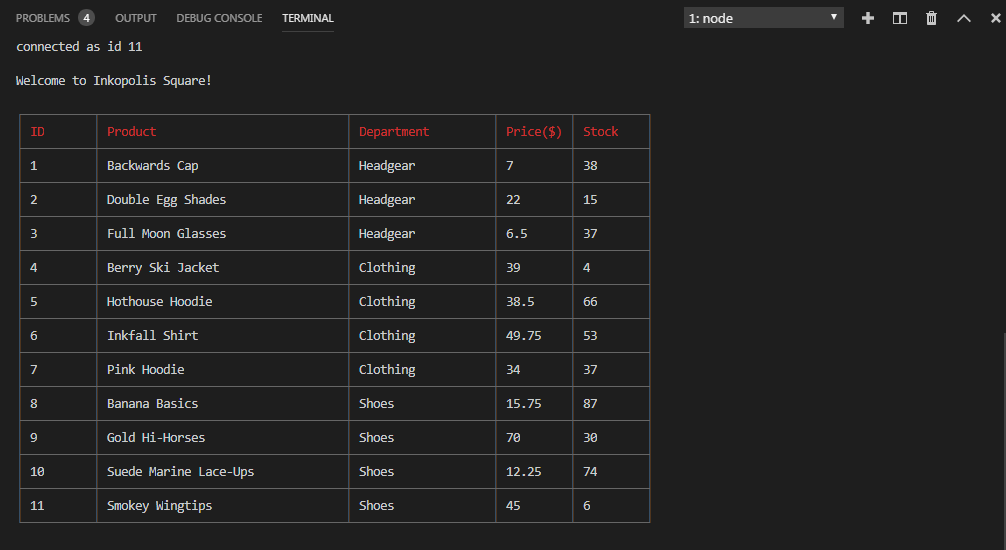 PROBLEMS 4 OUTPUT DEBUG CONSOLE TERMINAL 1: node
connected as id 11
Welcome to Inkopolis Square!
ID Product Department Price($) Stock
1 Backwards Cap Headgear 7 38
2 Double Egg Shades Headgear 22 15
3 Full Moon Glasses Headgear 6.5 37
4 Berry Ski Jacket Clothing 39 4
5 Hothouse Hoodie Clothing 38.5 66
6 Inkfall Shirt Clothing 49.75 53
7 Pink Hoodie Clothing 34 37
8 Banana Basics Shoes 15.75 87
9 Gold Hi-Horses Shoes 70 30
10 Suede Marine Lace-Ups Shoes 12.25 74
11 Smokey Wingtips Shoes 45 6